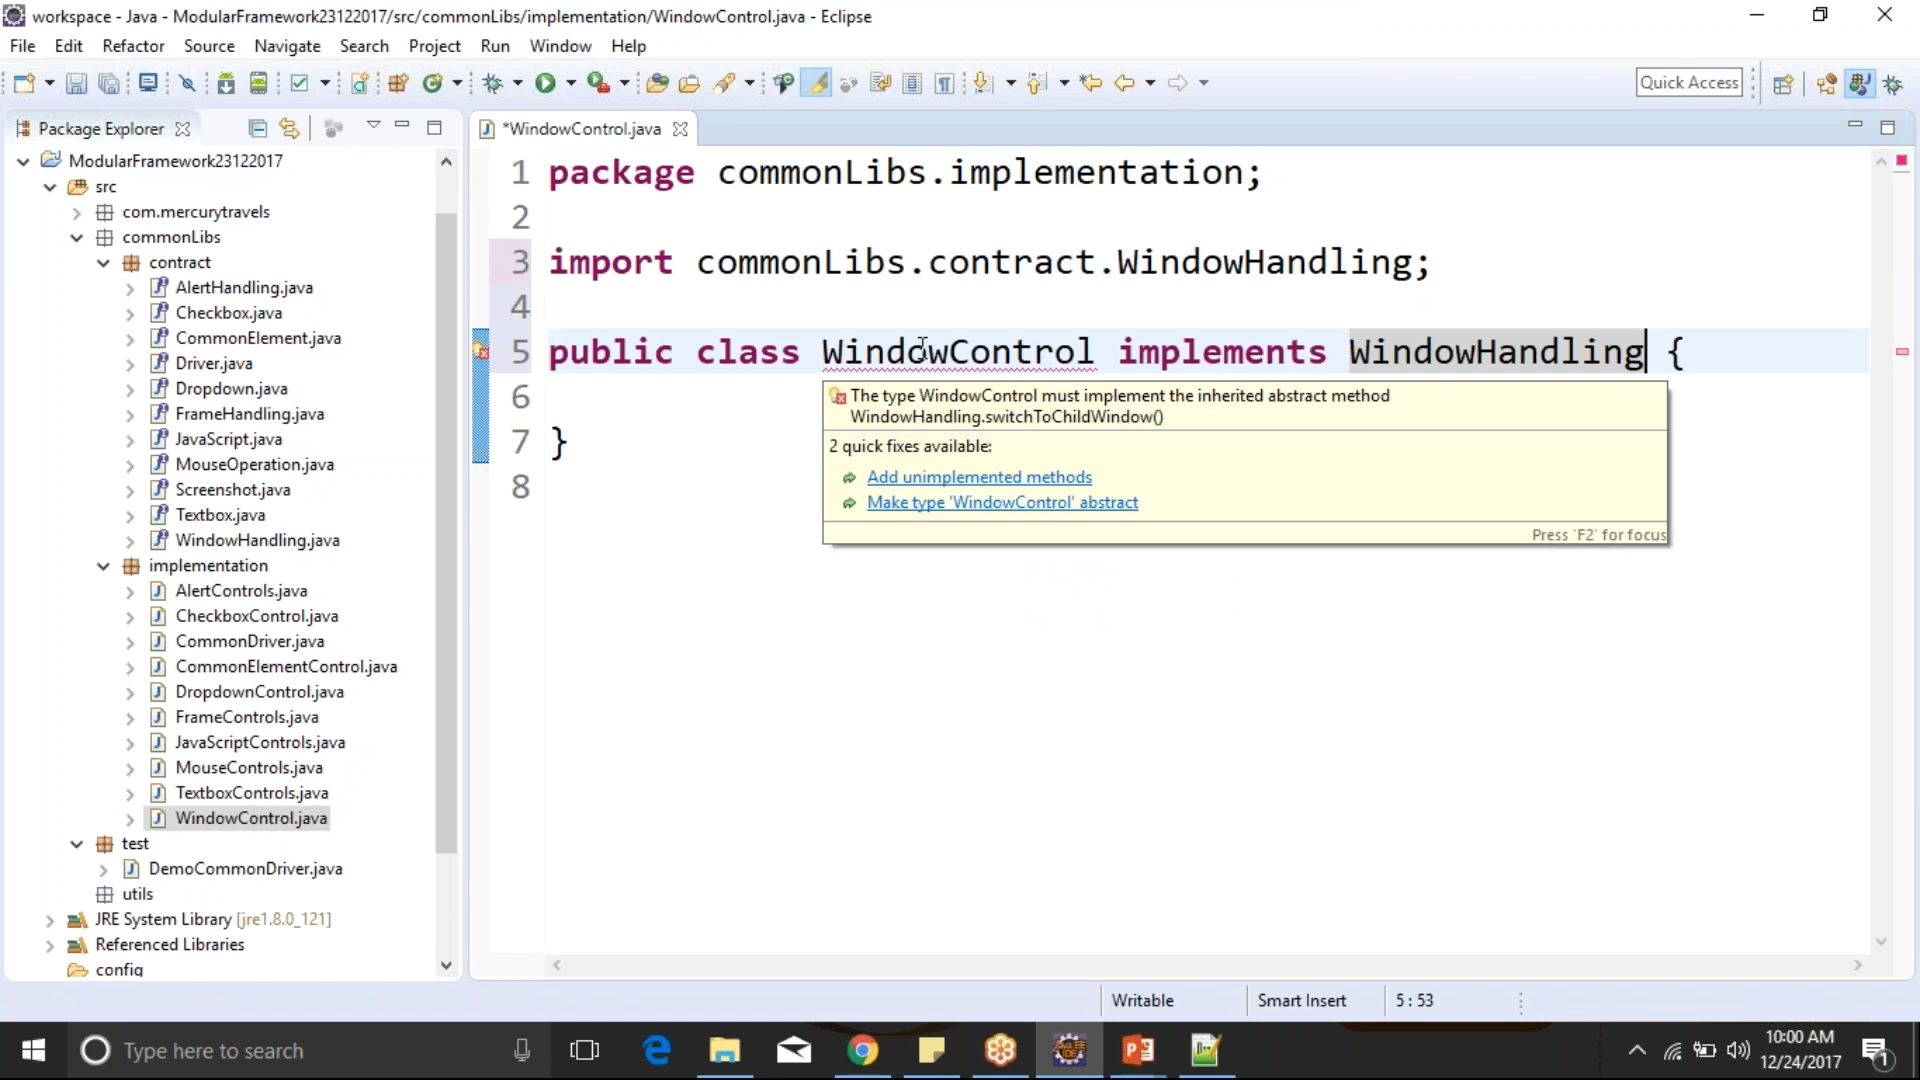 workspace - Java - ModularFramework23122017/src/commonLibs/implementation/WindowControl.java - Eclipse
File Edit Refactor Source Navigate Search Project Run Window Help
Quick Access
Package Explorer
ModularFramework23122017
src
com.mercurytravels
commonLibs
contract
AlertHandling.java
Checkbox.java
CommonElement.java
Driver.java
Dropdown.java
FrameHandling.java
JavaScript.java
MouseOperation.java
Screenshot.java
Textbox.java
WindowHandling.java
implementation
AlertControls.java
CheckboxControl.java
CommonDriver.java
CommonElementControl.java
DropdownControl.java
FrameControls.java
JavaScriptControls.java
MouseControls.java
TextboxControls.java
WindowControl.java
test
DemoCommonDriver.java
utils
JRE System Library [jre1.8.0_121]
Referenced Libraries
config
*WindowControl.java
1 package commonLibs.implementation;
2
3 import commonLibs.contract.WindowHandling;
4
5 public class WindowControl implements WindowHandling {
6
7 }
8
The type WindowControl must implement the inherited abstract method
WindowHandling.switchToChildWindow()
2 quick fixes available:
Add unimplemented methods
Make type 'WindowControl' abstract
Press 'F2' for focus
Writable Smart Insert 5 : 53
Type here to search
10:00 AM
12/24/2017
1